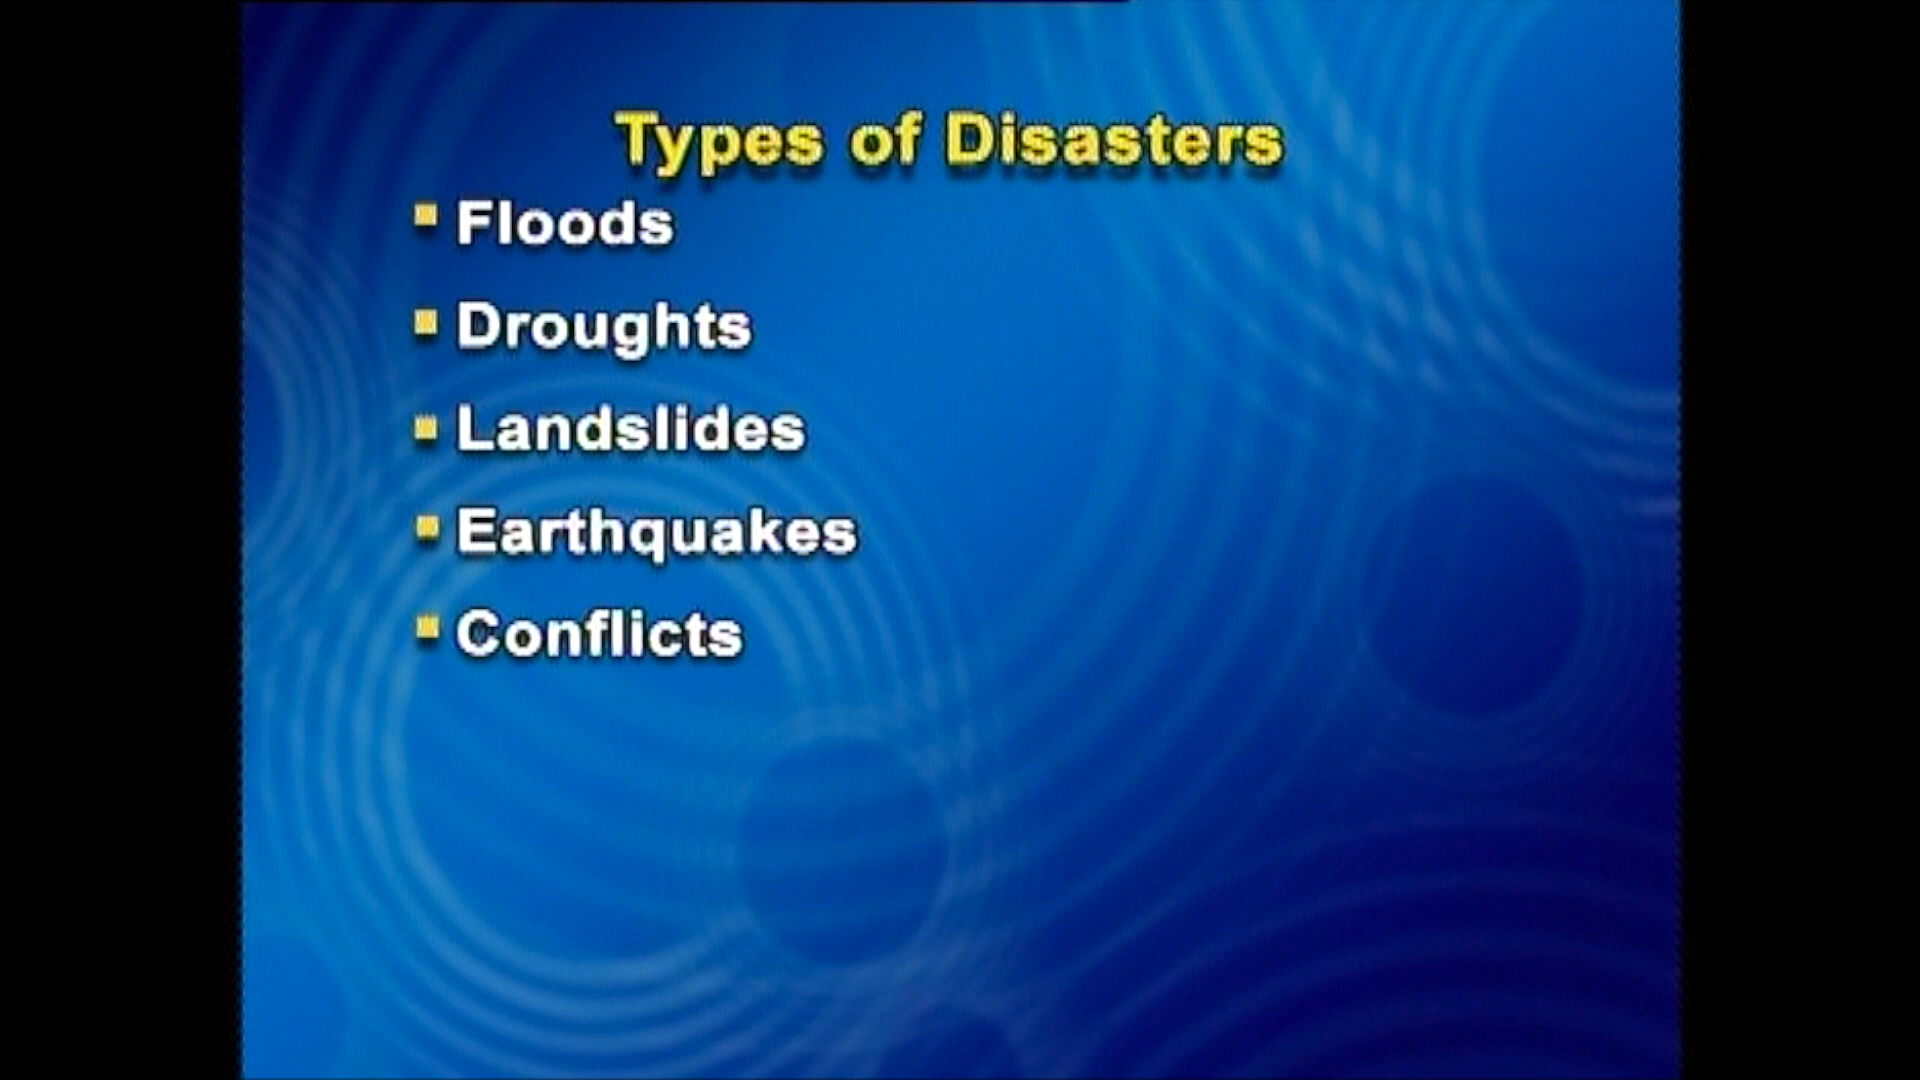 Types of Disasters
Floods
Droughts
Landslides
Earthquakes
Conflicts